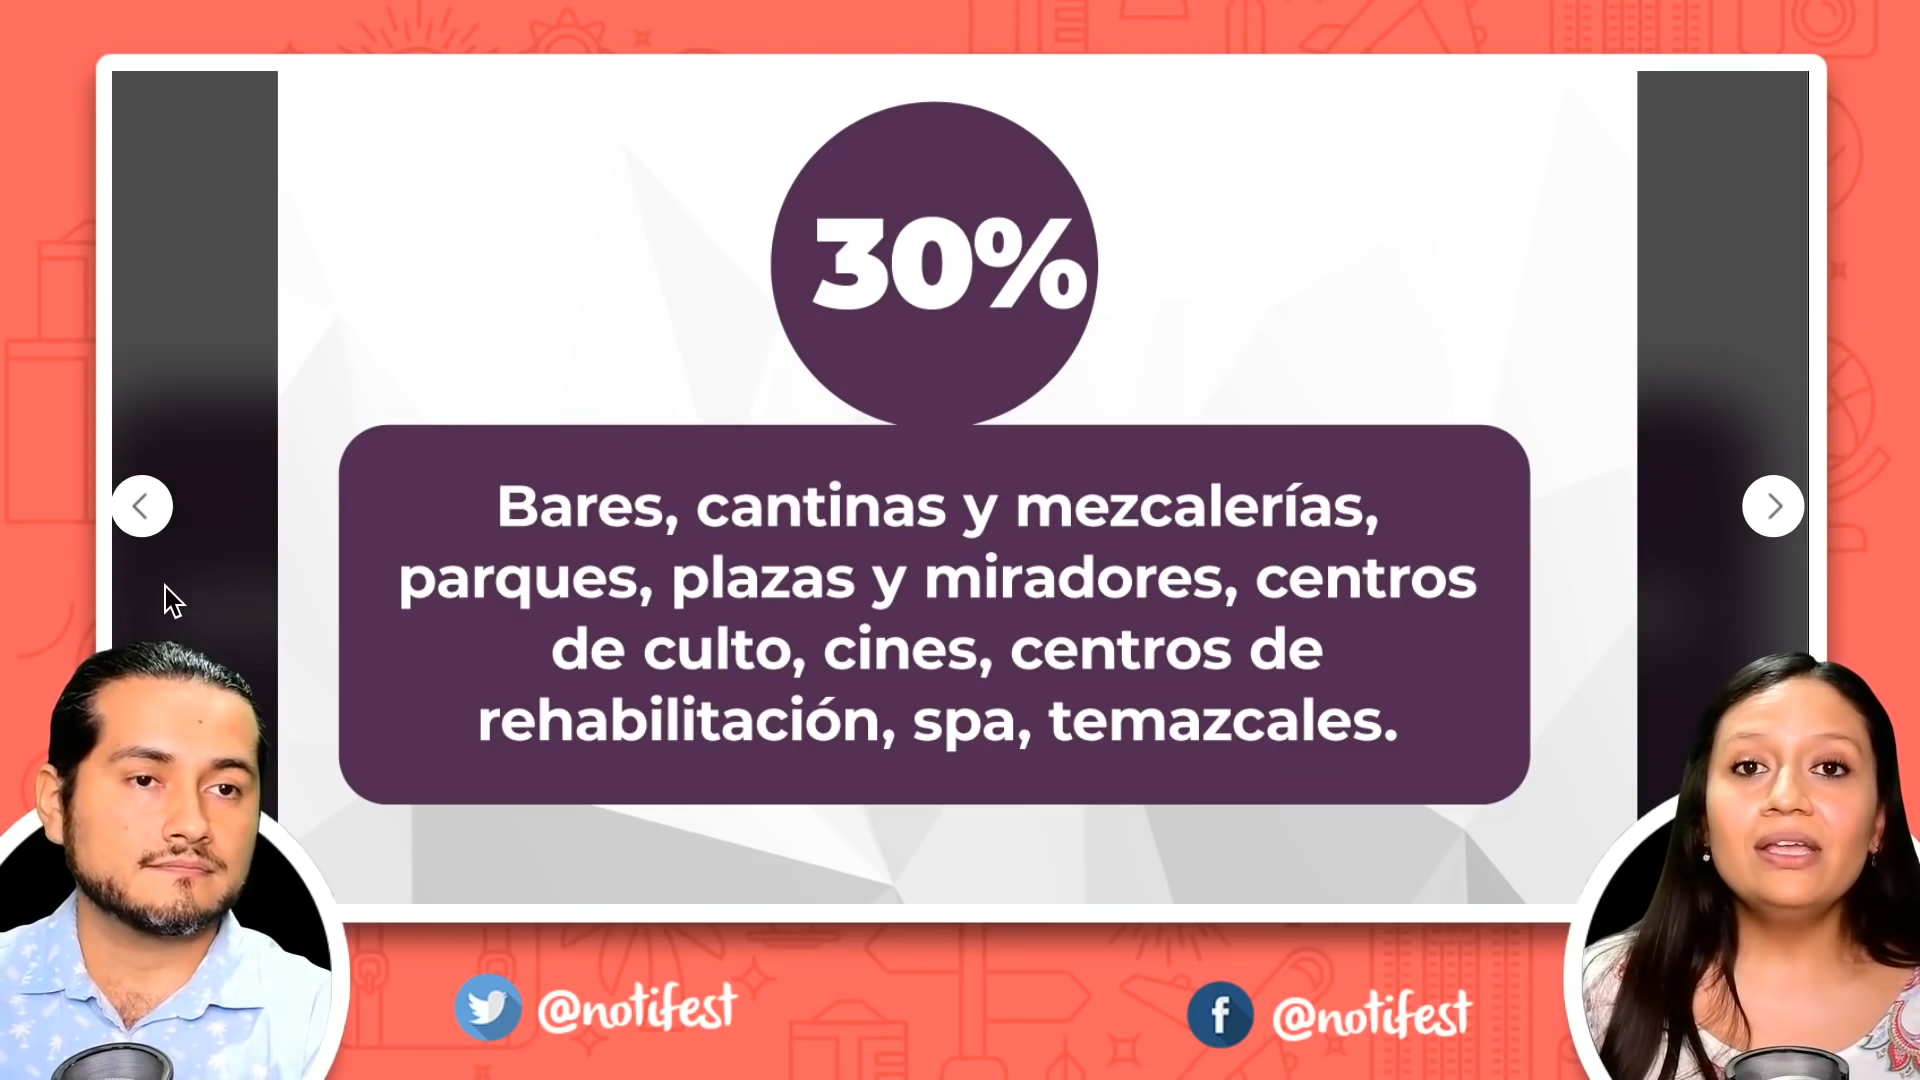 30%
Bares, cantinas y mezcalerías,
parques, plazas y miradores, centros
de culto, cines, centros de
rehabilitación, spa, temazcales.
@notifest
f @notifest